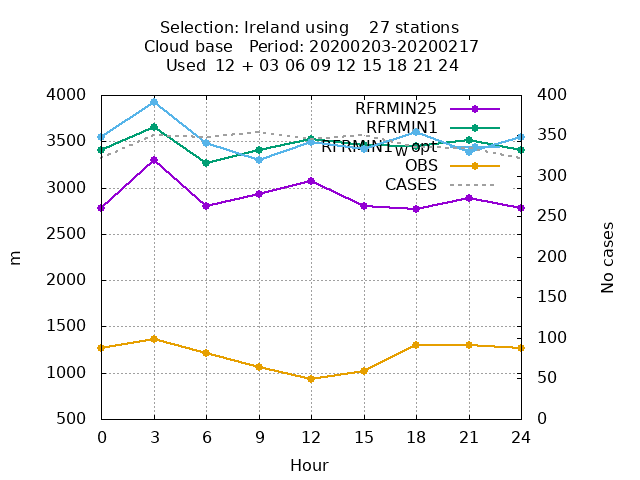 Selection: Ireland using    27 stations
Cloud base   Period: 20200203-20200217
Used  12 + 03 06 09 12 15 18 21 24
4000
3500
3000
2500
2000
1500
1000
500
400
350
300
250
200
150
100
50
0
RFRMIN25
RFRMIN1
RFRMIN1_W opt
OBS
CASES
m
No cases
0 3 6 9 12 15 18 21 24
Hour